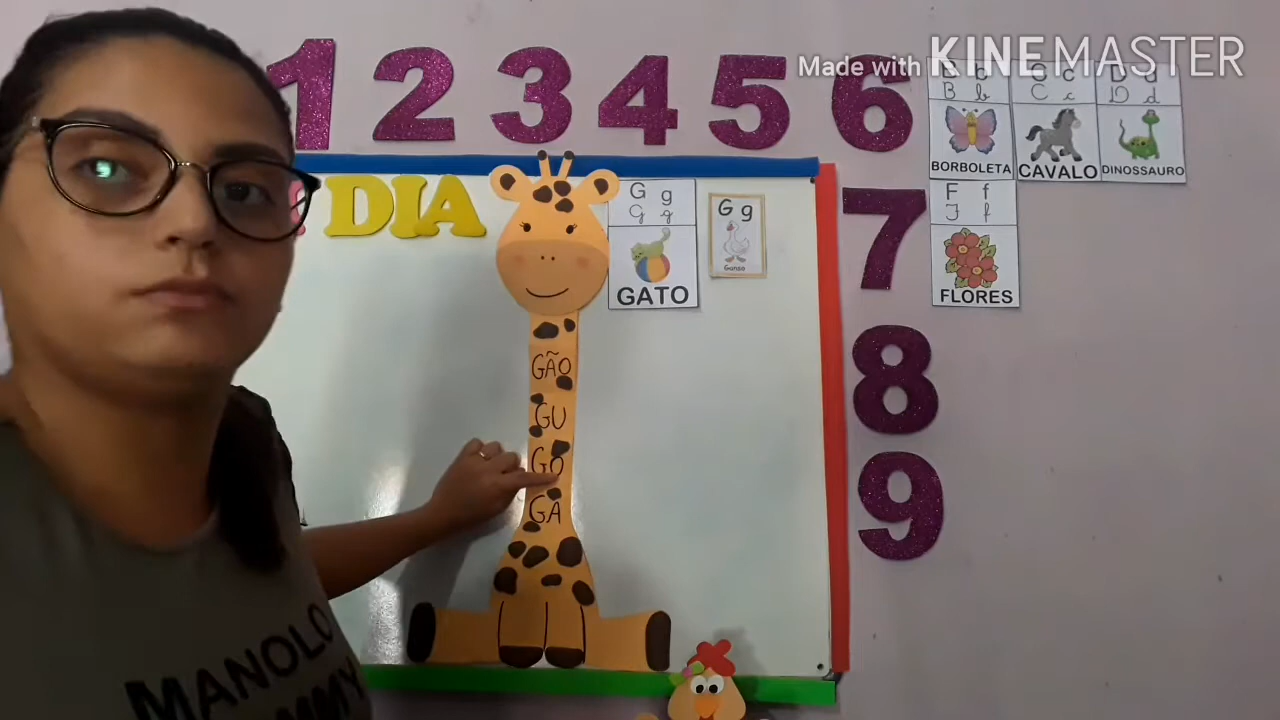 1 2 3 4 5 6
Made with KINEMASTER
B b
B b
BORBOLETA
C c
C c
CAVALO
D d
D d
DINOSSAURO
DIA
G g
G g
GATO
G g
Ganso
7
F f
F f
FLORES
GÃO
GU
GO
GA
8
9
MANOLO